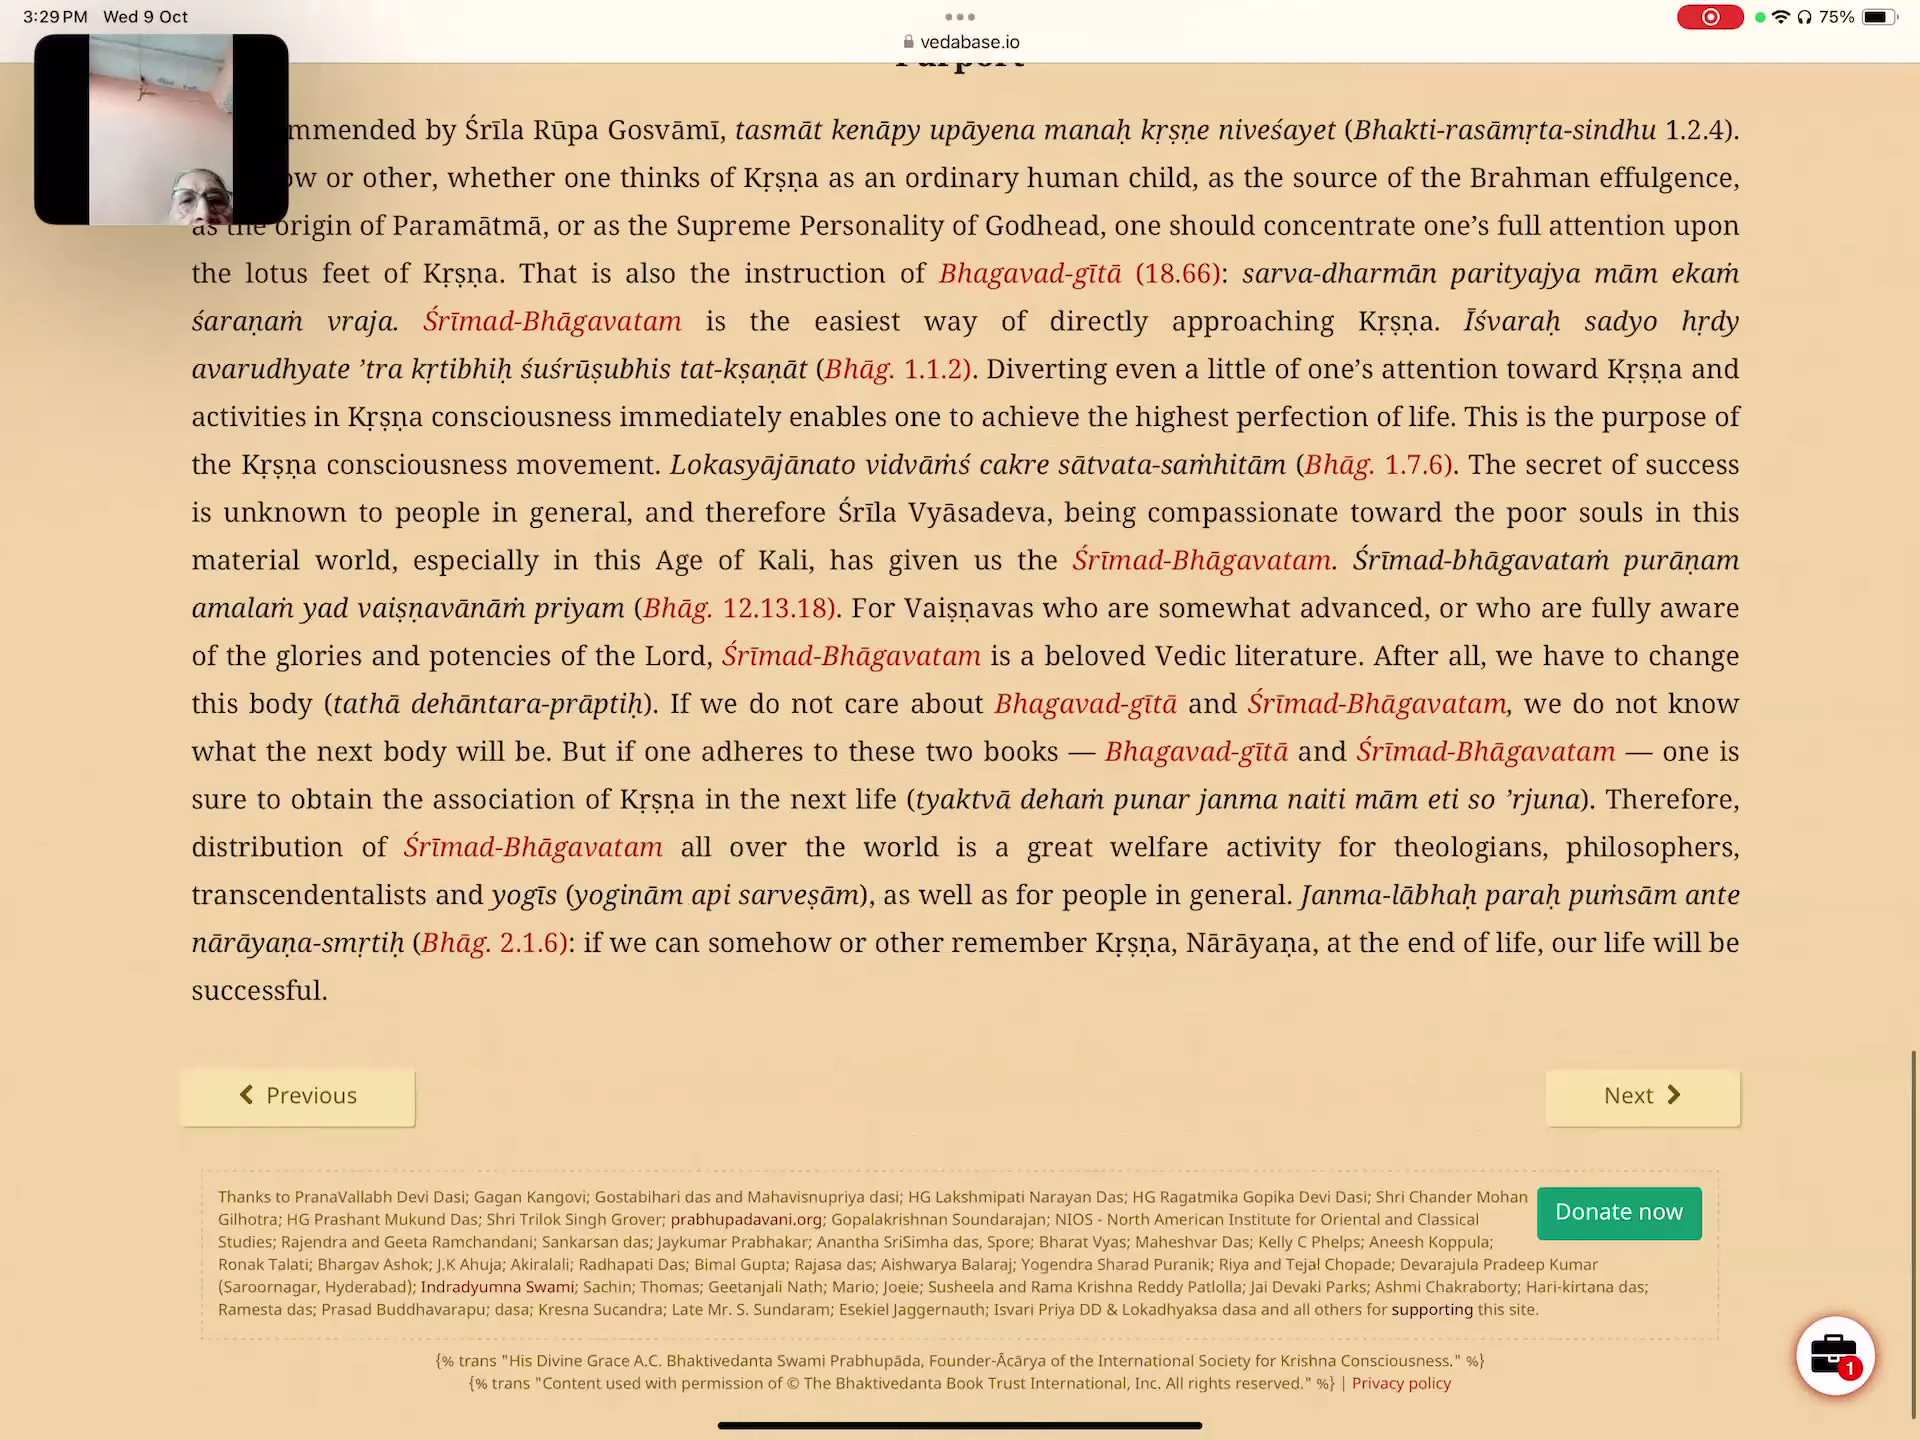 3:29 PM Wed 9 Oct
75%
vedabase.io
Purport
mmended by Śrīla Rūpa Gosvāmī, tasmāt kenāpy upāyena manaḥ kṛṣṇe niveśayet (Bhakti-rasāmṛta-sindhu 1.2.4).
ow or other, whether one thinks of Kṛṣṇa as an ordinary human child, as the source of the Brahman effulgence,
as the origin of Paramātmā, or as the Supreme Personality of Godhead, one should concentrate one’s full attention upon
the lotus feet of Kṛṣṇa. That is also the instruction of Bhagavad-gītā (18.66): sarva-dharmān parityajya mām ekaṁ
śaraṇaṁ vraja. Śrīmad-Bhāgavatam is the easiest way of directly approaching Kṛṣṇa. Īśvaraḥ sadyo hṛdy
avarudhyate ’tra kṛtibhiḥ śuśrūṣubhis tat-kṣaṇāt (Bhāg. 1.1.2). Diverting even a little of one’s attention toward Kṛṣṇa and
activities in Kṛṣṇa consciousness immediately enables one to achieve the highest perfection of life. This is the purpose of
the Kṛṣṇa consciousness movement. Lokasyājānato vidvāṁś cakre sātvata-saṁhitām (Bhāg. 1.7.6). The secret of success
is unknown to people in general, and therefore Śrīla Vyāsadeva, being compassionate toward the poor souls in this
material world, especially in this Age of Kali, has given us the Śrīmad-Bhāgavatam. Śrīmad-bhāgavataṁ purāṇam
amalaṁ yad vaiṣṇavānāṁ priyam (Bhāg. 12.13.18). For Vaiṣṇavas who are somewhat advanced, or who are fully aware
of the glories and potencies of the Lord, Śrīmad-Bhāgavatam is a beloved Vedic literature. After all, we have to change
this body (tathā dehāntara-prāptiḥ). If we do not care about Bhagavad-gītā and Śrīmad-Bhāgavatam, we do not know
what the next body will be. But if one adheres to these two books — Bhagavad-gītā and Śrīmad-Bhāgavatam — one is
sure to obtain the association of Kṛṣṇa in the next life (tyaktvā dehaṁ punar janma naiti mām eti so ’rjuna). Therefore,
distribution of Śrīmad-Bhāgavatam all over the world is a great welfare activity for theologians, philosophers,
transcendentalists and yogīs (yoginām api sarveṣām), as well as for people in general. Janma-lābhaḥ paraḥ puṁsām ante
nārāyaṇa-smṛtiḥ (Bhāg. 2.1.6): if we can somehow or other remember Kṛṣṇa, Nārāyaṇa, at the end of life, our life will be
successful.
Previous
Next
Thanks to PranaVallabh Devi Dasi; Gagan Kangovi; Gostabihari das and Mahavisnupriya dasi; HG Lakshmipati Narayan Das; HG Ragatmika Gopika Devi Dasi; Shri Chander Mohan
Gilhotra; HG Prashant Mukund Das; Shri Trilok Singh Grover; prabhupadavani.org; Gopalakrishnan Soundarajan; NIOS - North American Institute for Oriental and Classical
Studies; Rajendra and Geeta Ramchandani; Sankarsan das; Jaykumar Prabhakar; Anantha SriSimha das, Spore; Bharat Vyas; Maheshvar Das; Kelly C Phelps; Aneesh Koppula;
Ronak Talati; Bhargav Ashok; J.K Ahuja; Akiralali; Radhapati Das; Bimal Gupta; Rajasa das; Aishwarya Balaraj; Yogendra Sharad Puranik; Riya and Tejal Chopade; Devarajula Pradeep Kumar
(Saroornagar, Hyderabad); Indradyumna Swami; Sachin; Thomas; Geetanjali Nath; Mario; Joeie; Susheela and Rama Krishna Reddy Patlolla; Jai Devaki Parks; Ashmi Chakraborty; Hari-kirtana das;
Ramesta das; Prasad Buddhavarapu; dasa; Kresna Sucandra; Late Mr. S. Sundaram; Esekiel Jaggernauth; Isvari Priya DD & Lokadhyaksa dasa and all others for supporting this site.
Donate now
{% trans "His Divine Grace A.C. Bhaktivedanta Swami Prabhupāda, Founder-Ācārya of the International Society for Krishna Consciousness." %}
{% trans "Content used with permission of © The Bhaktivedanta Book Trust International, Inc. All rights reserved." %} | Privacy policy
1